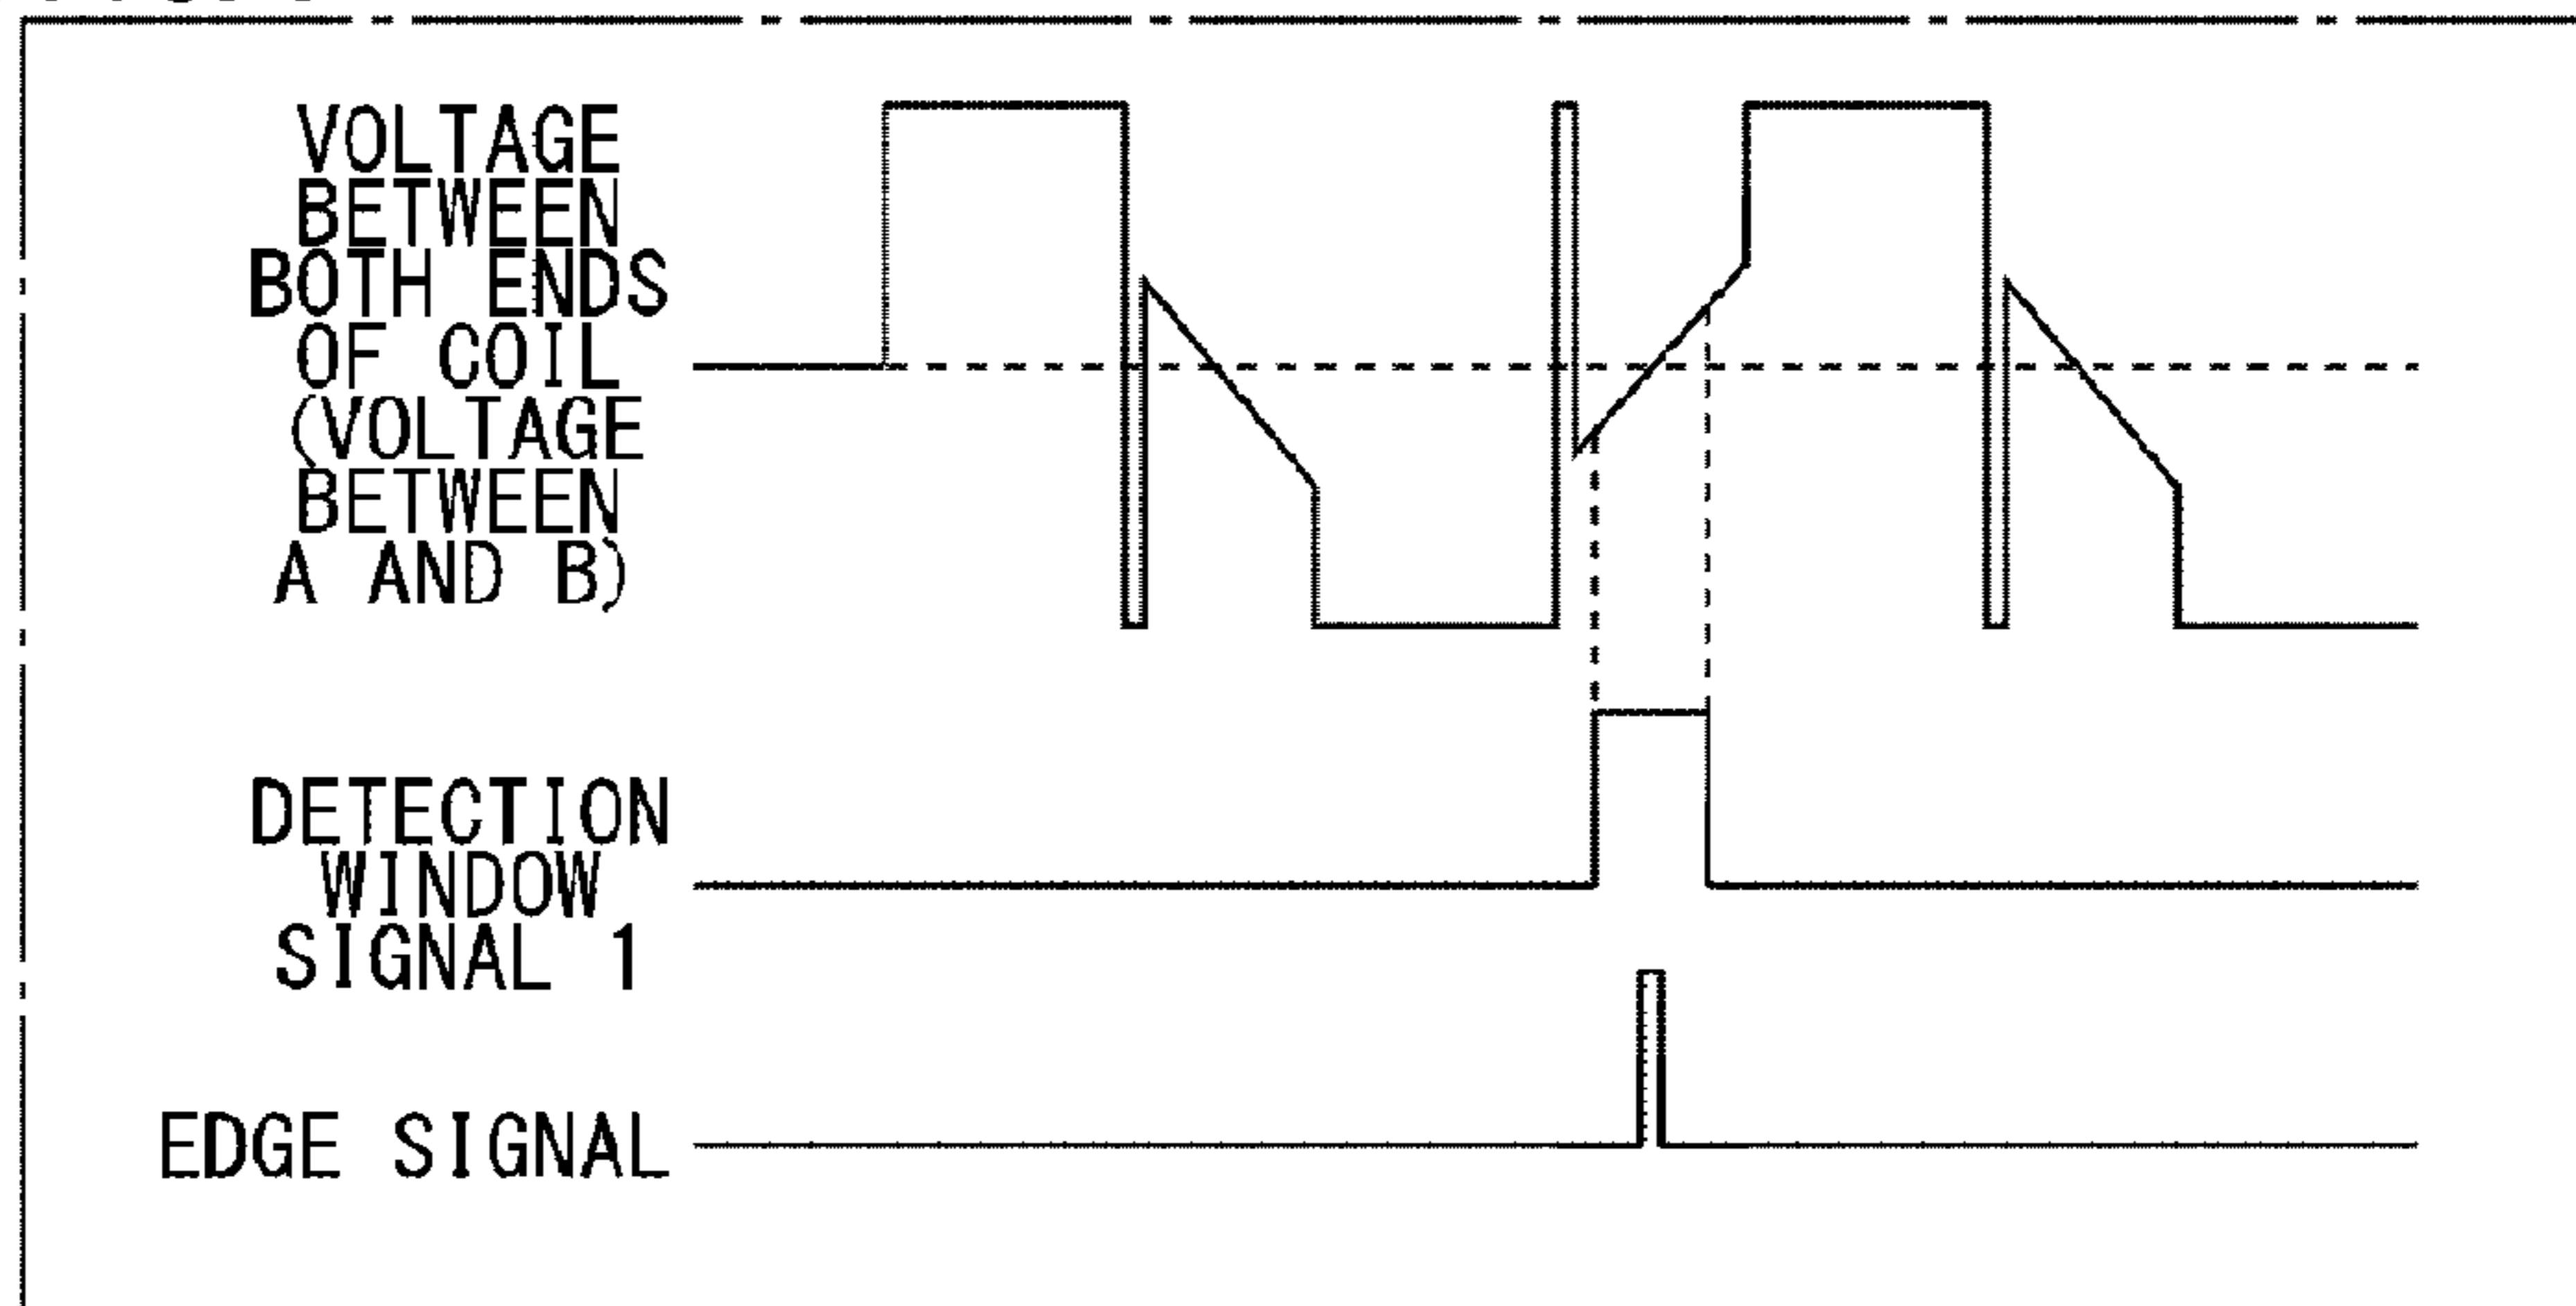 VOLTAGE
BETWEEN
BOTH ENDS
OF COIL
(VOLTAGE
BETWEEN
A AND B)
DETECTION
WINDOW
SIGNAL 1
EDGE SIGNAL